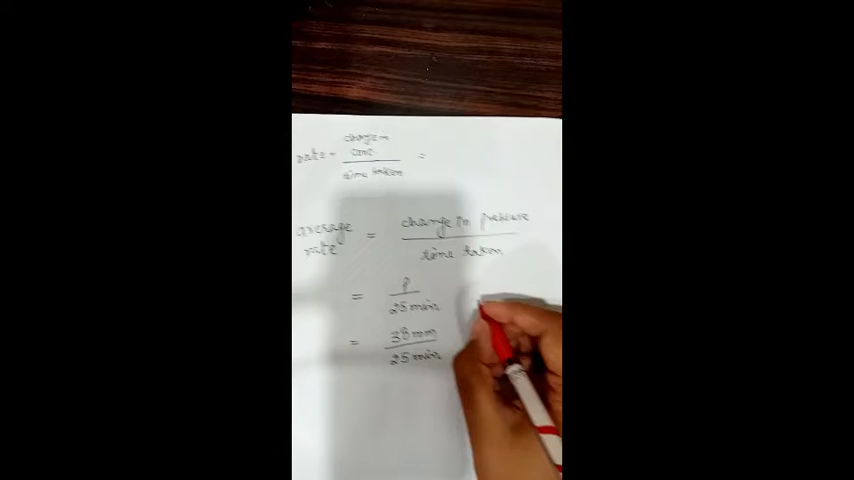 rate = change in conc / time taken =
average rate = change in pressure / time taken
= p / 25 min
= 38 mm / 25 min